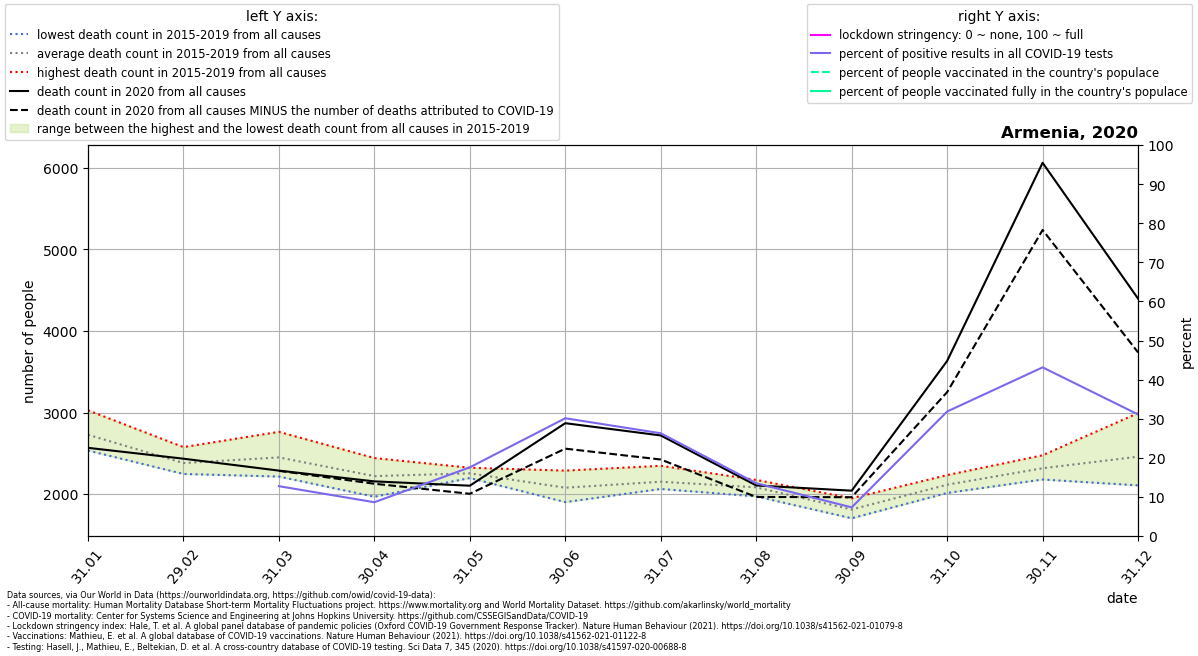 left Y axis:
lowest death count in 2015-2019 from all causes
average death count in 2015-2019 from all causes
highest death count in 2015-2019 from all causes
death count in 2020 from all causes
death count in 2020 from all causes MINUS the number of deaths attributed to COVID-19
range between the highest and the lowest death count from all causes in 2015-2019
right Y axis:
lockdown stringency: 0 ~ none, 100 ~ full
percent of positive results in all COVID-19 tests
percent of people vaccinated in the country's populace
percent of people vaccinated fully in the country's populace
Armenia, 2020
6000
5000
4000
3000
2000
number of people
100
90
80
70
60
50
40
30
20
10
0
percent
31.01
29.02
31.03
30.04
31.05
30.06
31.07
31.08
30.09
31.10
30.11
31.12
date
Data sources, via Our World in Data (https://ourworldindata.org, https://github.com/owid/covid-19-data):
- All-cause mortality: Human Mortality Database Short-term Mortality Fluctuations project. https://www.mortality.org and World Mortality Dataset. https://github.com/akarlinsky/world_mortality
- COVID-19 mortality: Center for Systems Science and Engineering at Johns Hopkins University. https://github.com/CSSEGISandData/COVID-19
- Lockdown stringency index: Hale, T. et al. A global panel database of pandemic policies (Oxford COVID-19 Government Response Tracker). Nature Human Behaviour (2021). https://doi.org/10.1038/s41562-021-01079-8
- Vaccinations: Mathieu, E. et al. A global database of COVID-19 vaccinations. Nature Human Behaviour (2021). https://doi.org/10.1038/s41562-021-01122-8
- Testing: Hasell, J., Mathieu, E., Beltekian, D. et al. A cross-country database of COVID-19 testing. Sci Data 7, 345 (2020). https://doi.org/10.1038/s41597-020-00688-8